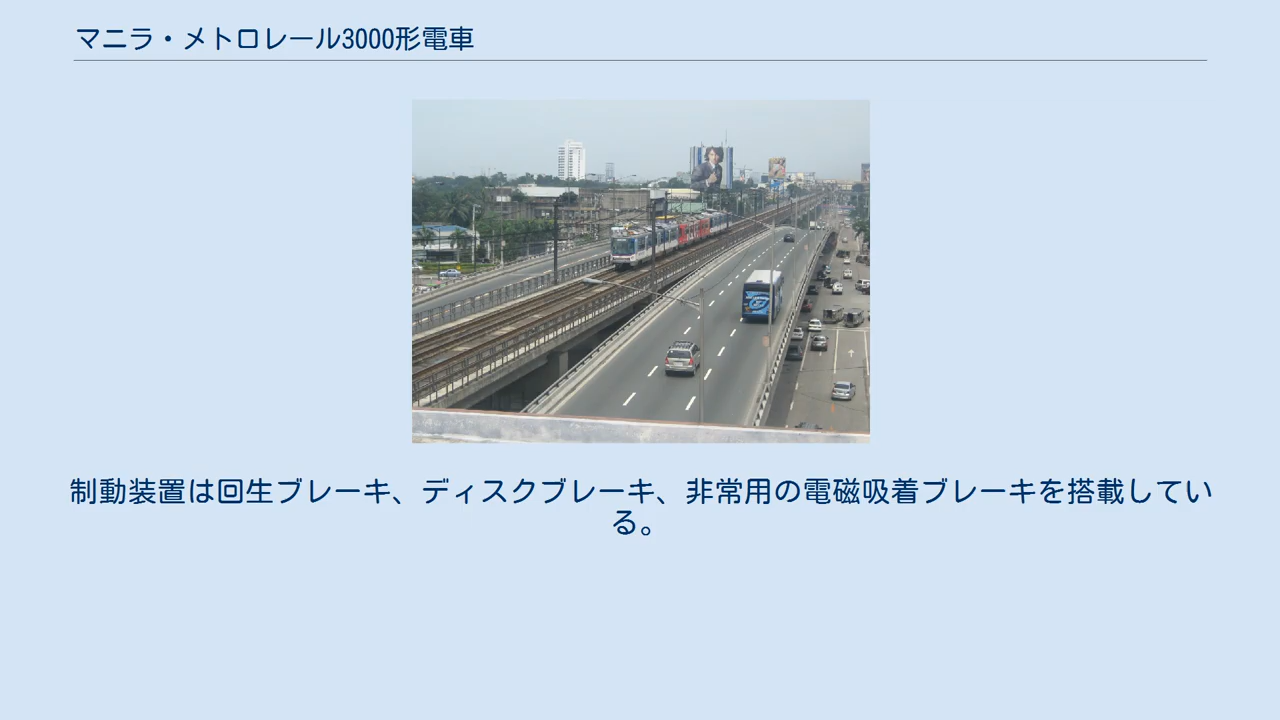 マニラ・メトロレール3000形電車
制動装置は回生ブレーキ、ディスクブレーキ、非常用の電磁吸着ブレーキを搭載してい
る。